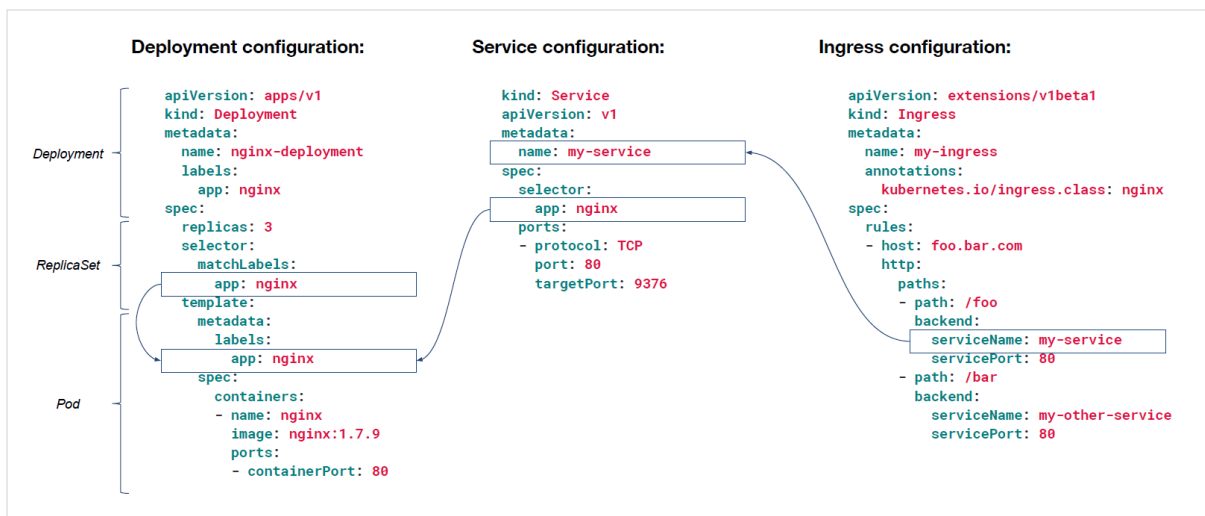 Deployment configuration:
Deployment
ReplicaSet
Pod
apiVersion: apps/v1
kind: Deployment
metadata:
  name: nginx-deployment
  labels:
    app: nginx
spec:
  replicas: 3
  selector:
    matchLabels:
      app: nginx
  template:
    metadata:
      labels:
        app: nginx
    spec:
      containers:
      - name: nginx
        image: nginx:1.7.9
        ports:
        - containerPort: 80
Service configuration:
kind: Service
apiVersion: v1
metadata:
  name: my-service
spec:
  selector:
    app: nginx
  ports:
  - protocol: TCP
    port: 80
    targetPort: 9376
Ingress configuration:
apiVersion: extensions/v1beta1
kind: Ingress
metadata:
  name: my-ingress
  annotations:
    kubernetes.io/ingress.class: nginx
spec:
  rules:
  - host: foo.bar.com
    http:
      paths:
      - path: /foo
        backend:
          serviceName: my-service
          servicePort: 80
      - path: /bar
        backend:
          serviceName: my-other-service
          servicePort: 80